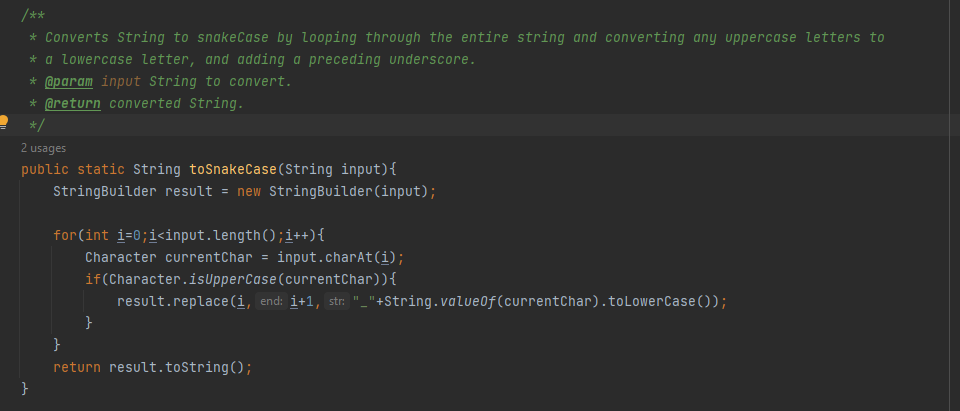 /**
 * Converts String to snakeCase by looping through the entire string and converting any uppercase letters to
 * a lowercase letter, and adding a preceding underscore.
 * @param input String to convert.
 * @return converted String.
 */
2 usages
public static String toSnakeCase(String input){
    StringBuilder result = new StringBuilder(input);
    for(int i=0;i<input.length();i++){
        Character currentChar = input.charAt(i);
        if(Character.isUpperCase(currentChar)){
            result.replace(i, end: i+1, str: "_"+String.valueOf(currentChar).toLowerCase());
        }
    }
    return result.toString();
}